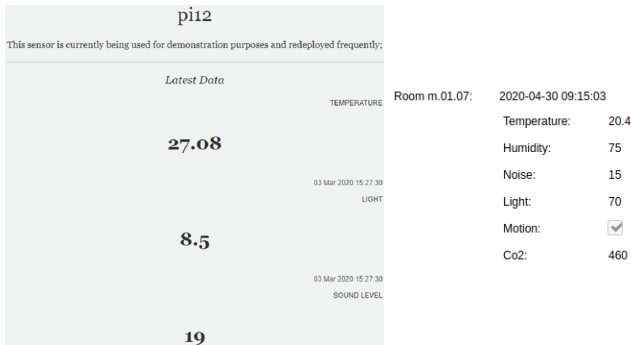 pi12
This sensor is currently being used for demonstration purposes and redeployed frequently;
Latest Data
TEMPERATURE
27.08
03 Mar 2020 15:27:30
LIGHT
8.5
03 Mar 2020 15:27:30
SOUND LEVEL
19
Room m.01.07: 2020-04-30 09:15:03
Temperature: 20.4
Humidity: 75
Noise: 15
Light: 70
Motion:
Co2: 460